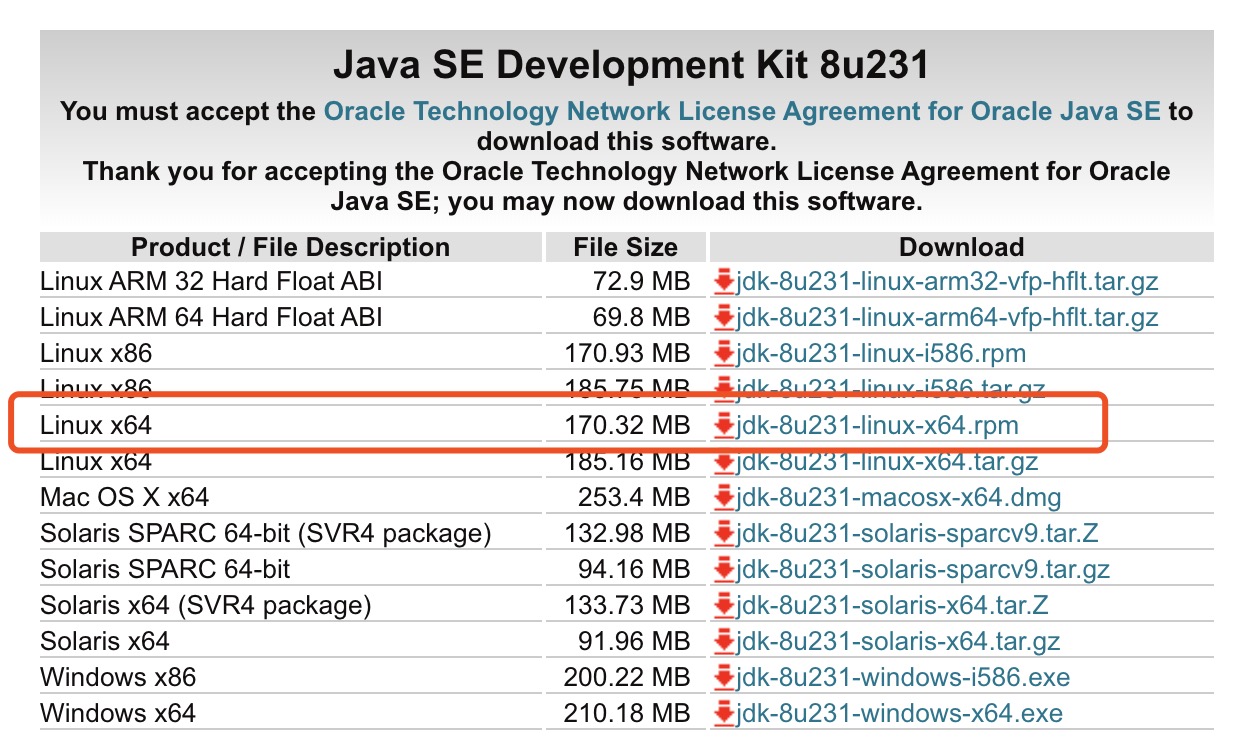 Java SE Development Kit 8u231
You must accept the Oracle Technology Network License Agreement for Oracle Java SE to
download this software.
Thank you for accepting the Oracle Technology Network License Agreement for Oracle
Java SE; you may now download this software.
Product / File Description File Size Download
Linux ARM 32 Hard Float ABI 72.9 MB jdk-8u231-linux-arm32-vfp-hflt.tar.gz
Linux ARM 64 Hard Float ABI 69.8 MB jdk-8u231-linux-arm64-vfp-hflt.tar.gz
Linux x86 170.93 MB jdk-8u231-linux-i586.rpm
Linux x86 185.75 MB jdk-8u231-linux-i586.tar.gz
Linux x64 170.32 MB jdk-8u231-linux-x64.rpm
Linux x64 185.16 MB jdk-8u231-linux-x64.tar.gz
Mac OS X x64 253.4 MB jdk-8u231-macosx-x64.dmg
Solaris SPARC 64-bit (SVR4 package) 132.98 MB jdk-8u231-solaris-sparcv9.tar.Z
Solaris SPARC 64-bit 94.16 MB jdk-8u231-solaris-sparcv9.tar.gz
Solaris x64 (SVR4 package) 133.73 MB jdk-8u231-solaris-x64.tar.Z
Solaris x64 91.96 MB jdk-8u231-solaris-x64.tar.gz
Windows x86 200.22 MB jdk-8u231-windows-i586.exe
Windows x64 210.18 MB jdk-8u231-windows-x64.exe